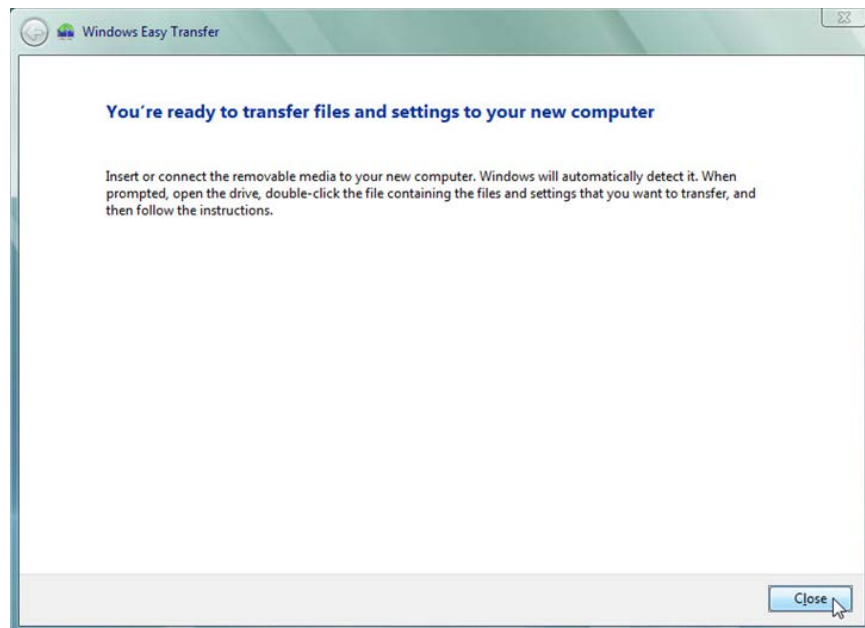 Windows Easy Transfer
You're ready to transfer files and settings to your new computer
Insert or connect the removable media to your new computer. Windows will automatically detect it. When
prompted, open the drive, double-click the file containing the files and settings that you want to transfer, and
then follow the instructions.
Close